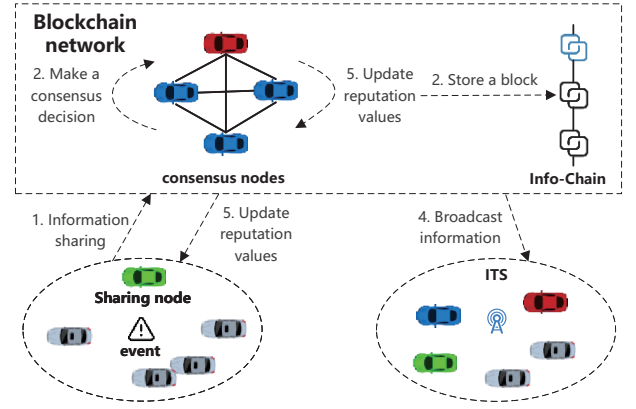 Blockchain
network
2. Make a
consensus
decision
5. Update
reputation
values
2. Store a block
consensus nodes
Info-Chain
1. Information
sharing
5. Update
reputation
values
4. Broadcast
information
Sharing node
event
ITS